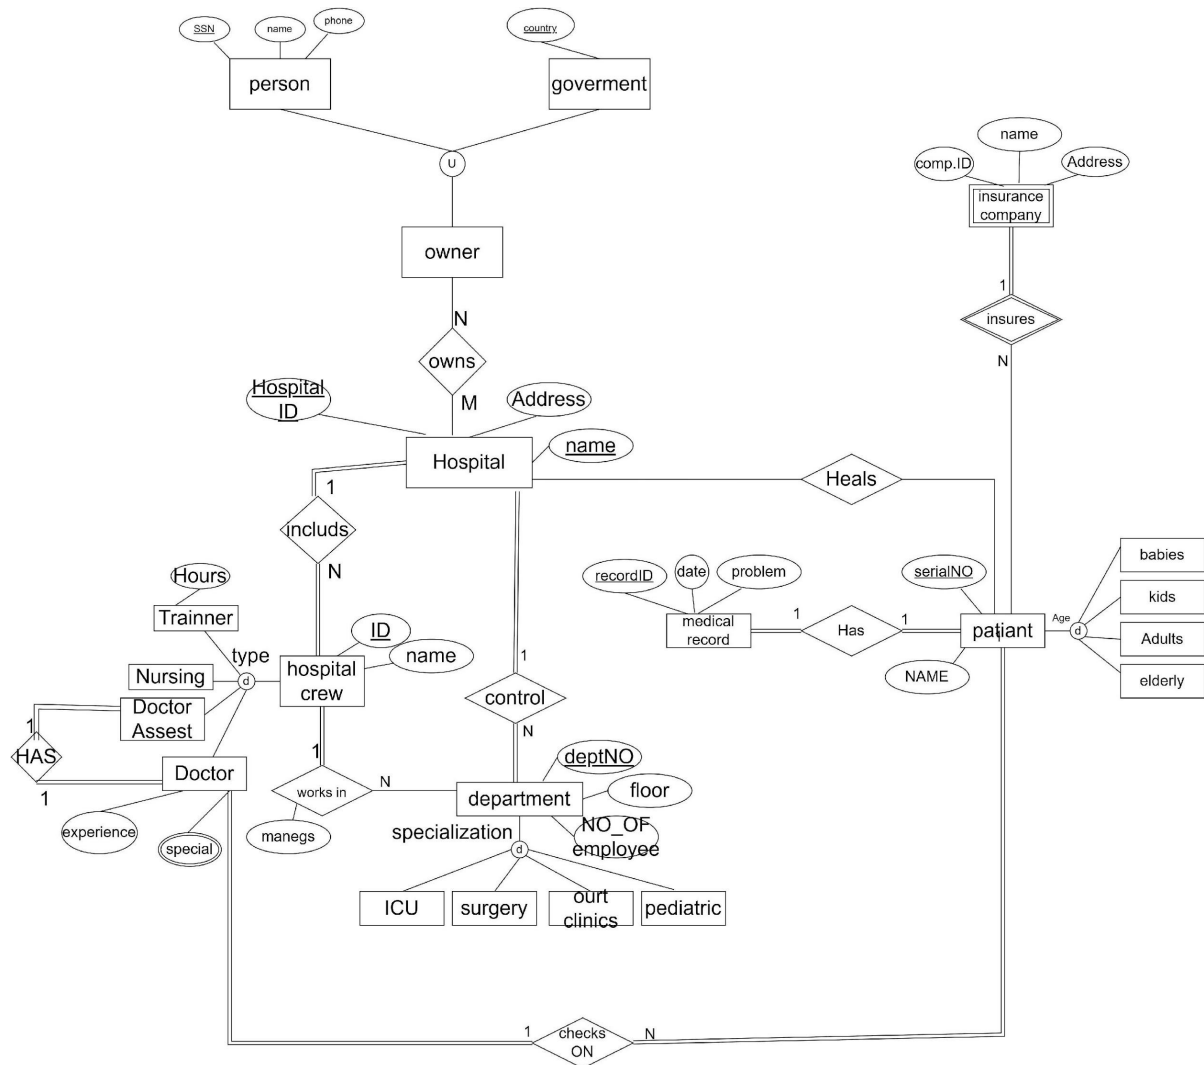 SSN
name
phone
country
person
goverment
U
name
comp.ID
Address
insurance
company
owner
1
N
insures
owns
N
M
Hospital
ID
Address
name
Hospital
1
Heals
includs
N
Hours
recordID
date
problem
serialNO
babies
Trainner
ID
1
1
Age
kids
type
name
medical
record
Has
patiant
d
Adults
Nursing
d
hospital
crew
1
NAME
elderly
Doctor
Assest
control
1
HAS
1
N
deptNO
1
Doctor
N
floor
works in
department
experience
manegs
specialization
NO_OF
employee
special
d
ICU
surgery
ourt
clinics
pediatric
1
checks
ON
N